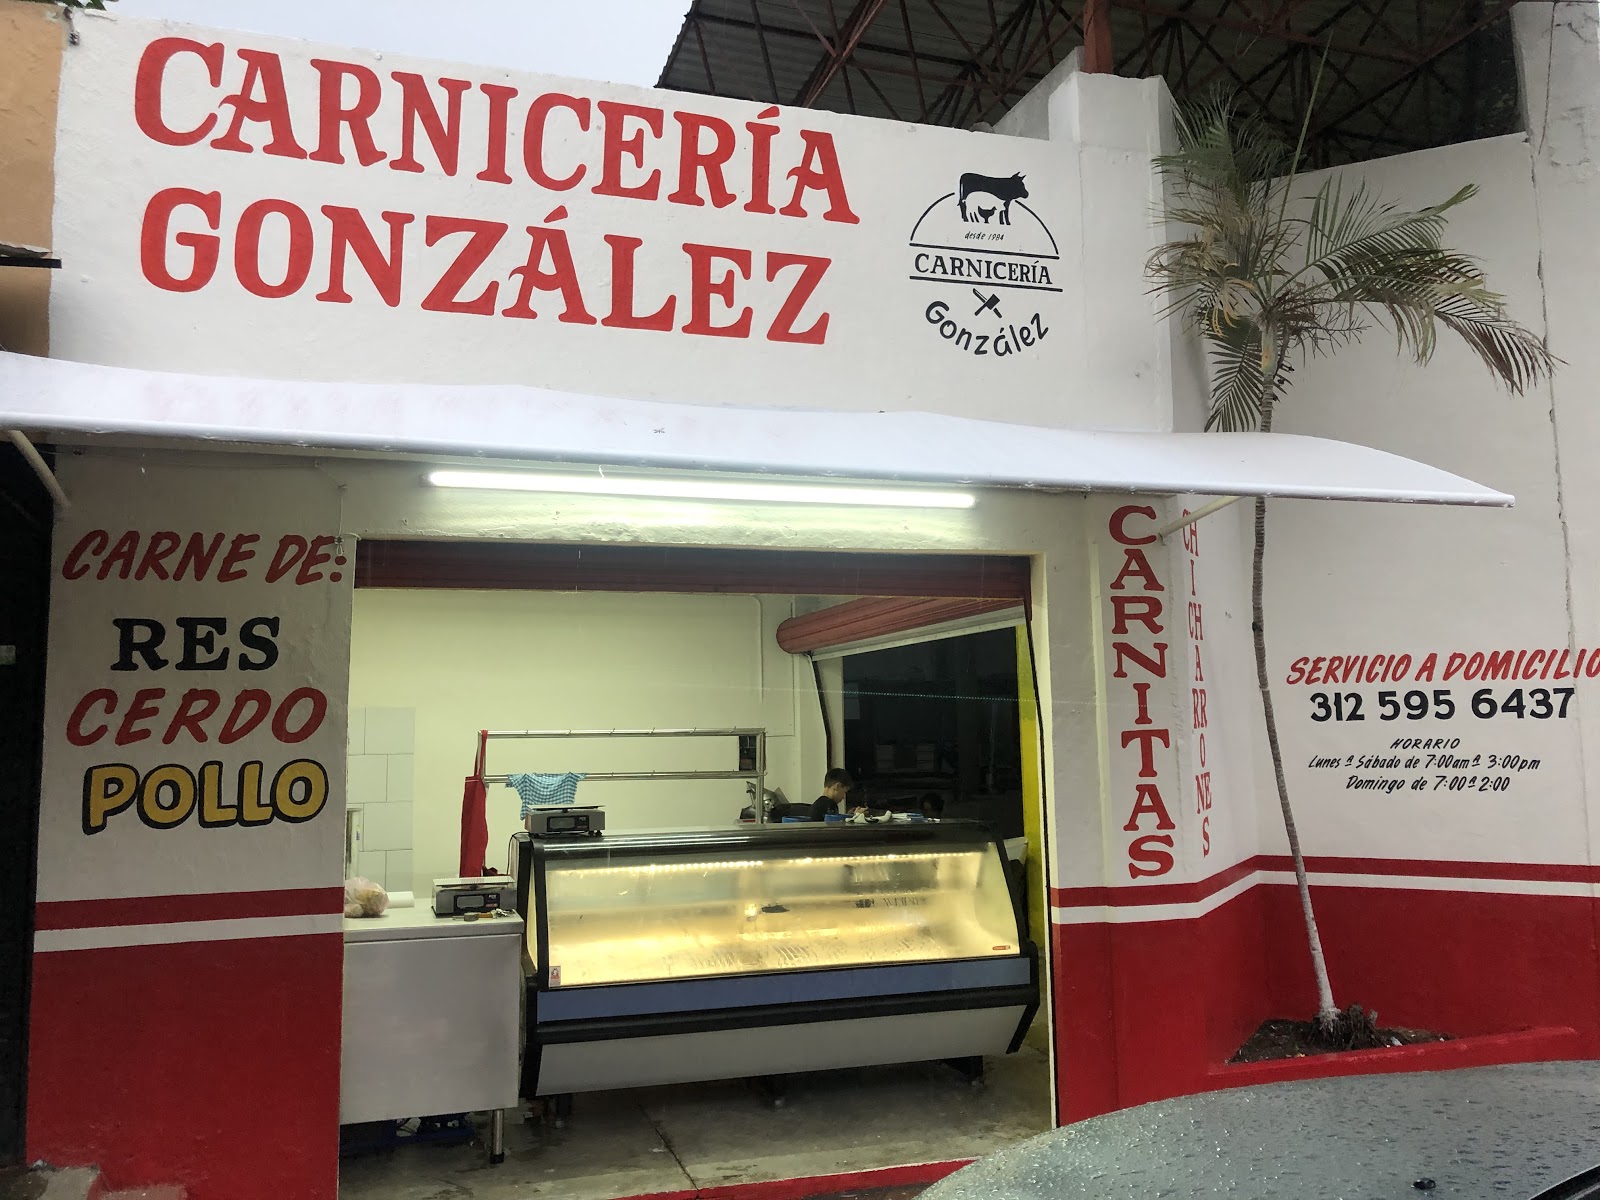 CARNICERÍA
GONZÁLEZ
desde 1984
CARNICERÍA
González
CARNE DE:
RES
CERDO
POLLO
CARNITAS
CHICHARRONES
SERVICIO A DOMICILIO
312 595 6437
HORARIO
Lunes a Sábado de 7:00am a 3:00pm
Domingo de 7:00 a 2:00